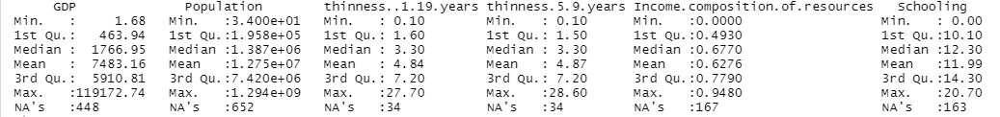 GDP Population thinness..1.19.years thinness.5.9.years Income.composition.of.resources Schooling
Min. : 1.68 Min. :3.400e+01 Min. : 0.10 Min. : 0.10 Min. :0.0000 Min. : 0.00
1st Qu.: 463.94 1st Qu.:1.958e+05 1st Qu.: 1.60 1st Qu.: 1.50 1st Qu.:0.4930 1st Qu.:10.10
Median : 1766.95 Median :1.387e+06 Median : 3.30 Median : 3.30 Median :0.6770 Median :12.30
Mean : 7483.16 Mean :1.275e+07 Mean : 4.84 Mean : 4.87 Mean :0.6276 Mean :11.99
3rd Qu.: 5910.81 3rd Qu.:7.420e+06 3rd Qu.: 7.20 3rd Qu.: 7.20 3rd Qu.:0.7790 3rd Qu.:14.30
Max. :119172.74 Max. :1.294e+09 Max. :27.70 Max. :28.60 Max. :0.9480 Max. :20.70
NA's :448 NA's :652 NA's :34 NA's :34 NA's :167 NA's :163